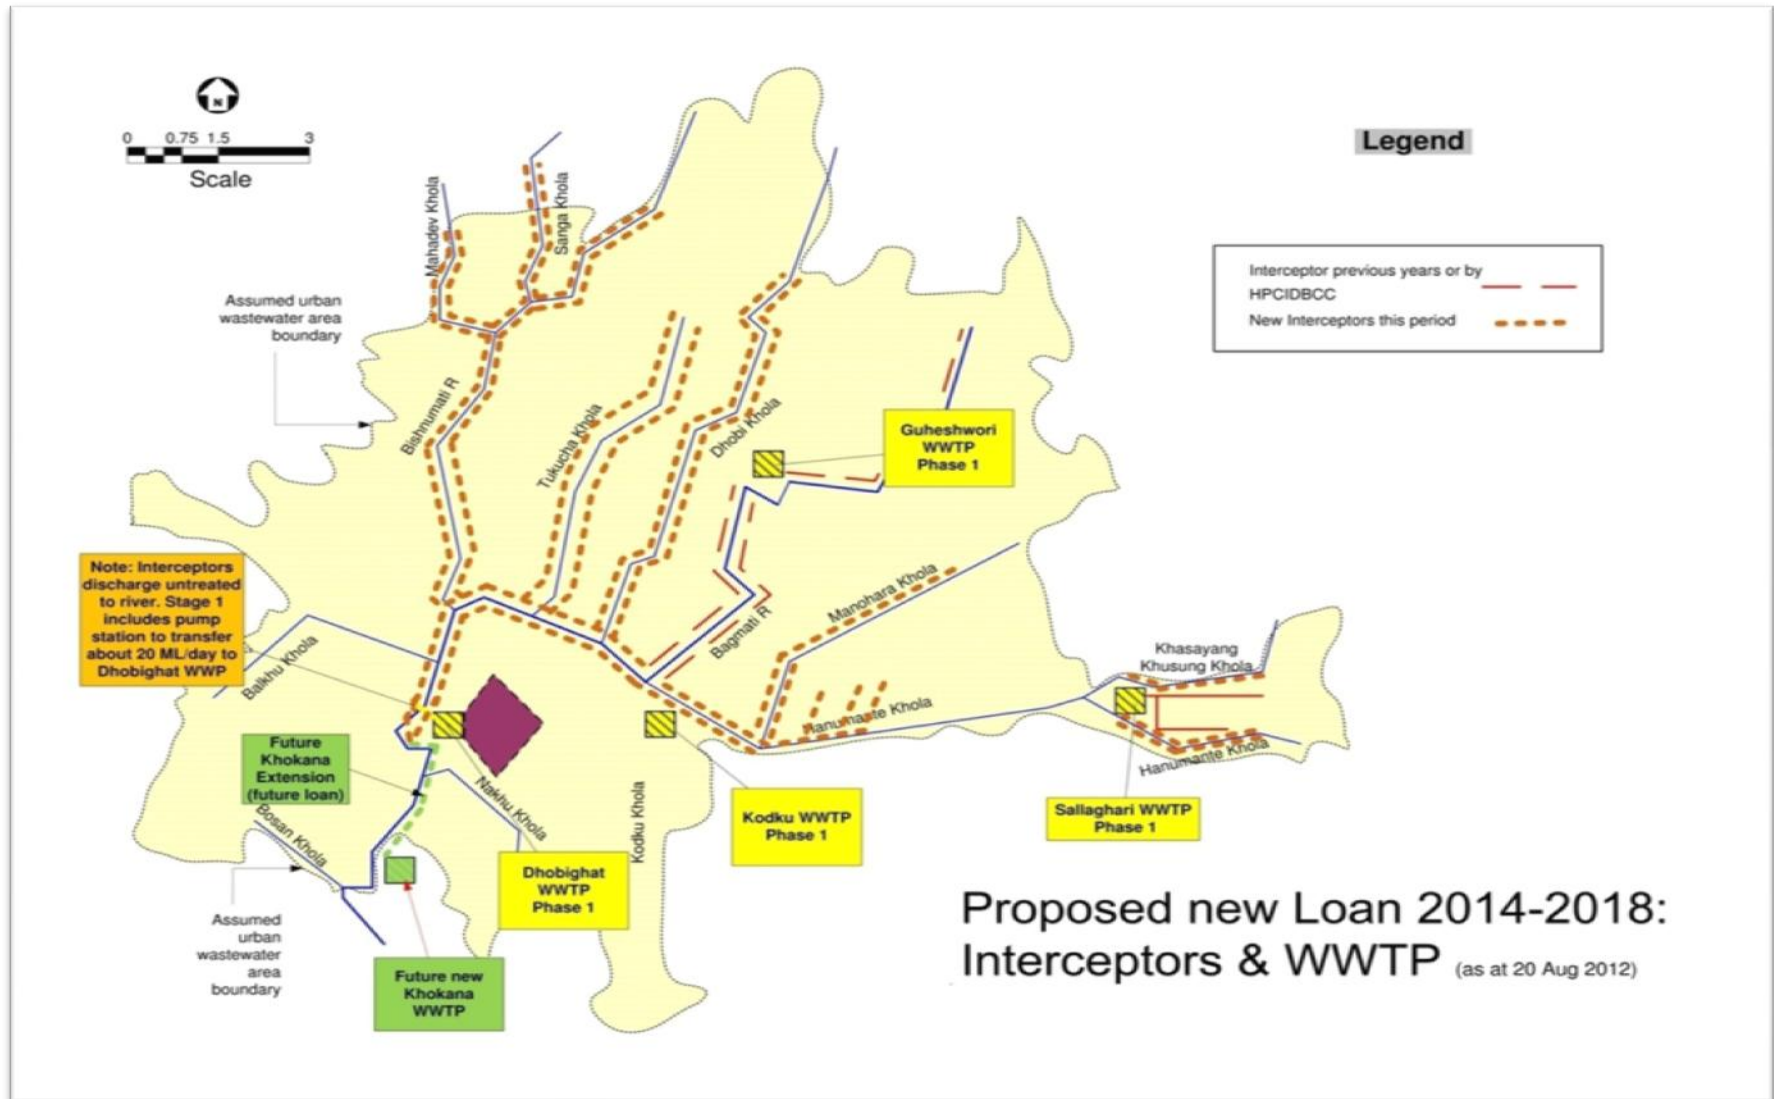 N
0 0.75 1.5 3
Scale
Legend
Interceptor previous years or by
HPCIDBCC
New Interceptors this period
Mahadev Khola
Sanga Khola
Assumed urban
wastewater area
boundary
Bishnumati R
Tukucha Khola
Dhobi Khola
Guheshwori
WWTP
Phase 1
Note: Interceptors
discharge untreated
to river. Stage 1
includes pump
station to transfer
about 20 ML/day to
Dhobighat WWP
Balkhu Khola
Bagmati R
Manohara Khola
Hanumante Khola
Khasayang
Khusung Khola
Hanumante Khola
Future
Khokana
Extension
(future loan)
Bosan Khola
Nakhu Khola
Kodku Khola
Kodku WWTP
Phase 1
Sallaghari WWTP
Phase 1
Dhobighat
WWTP
Phase 1
Assumed
urban
wastewater
area
boundary
Future new
Khokana
WWTP
Proposed new Loan 2014-2018:
Interceptors & WWTP (as at 20 Aug 2012)